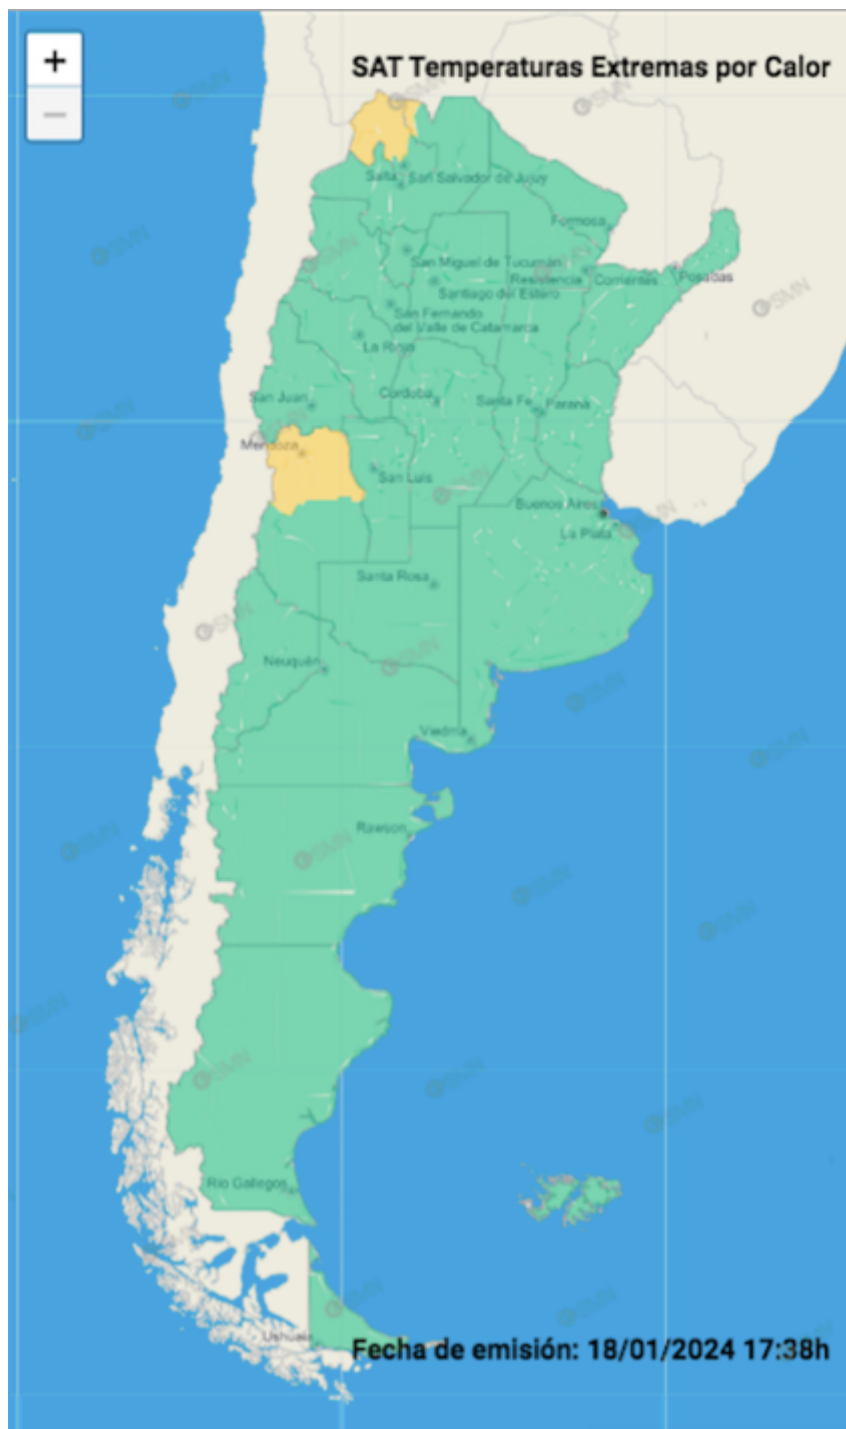 +
SAT Temperaturas Extremas por Calor
−
SMN
Salta
San Salvador de Jujuy
Formosa
San Miguel de Tucumán
Resistencia
Corrientes
Posadas
Santiago del Estero
San Fernando
del Valle de Catamarca
La Rioja
San Juan
Córdoba
Santa Fe
Paraná
Mendoza
San Luis
Buenos Aires
La Plata
Santa Rosa
Neuquén
Viedma
Rawson
Río Gallegos
Ushuaia
Fecha de emisión: 18/01/2024 17:38h